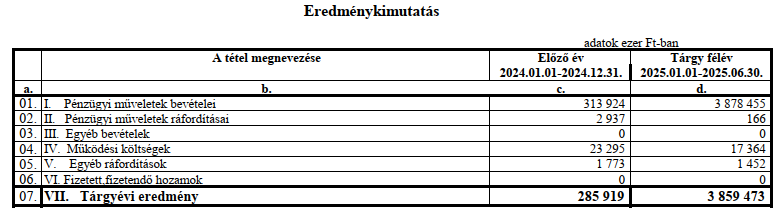 Eredménykimutatás
adatok ezer Ft-ban
A tétel megnevezése Előző év Tárgy félév
2024.01.01-2024.12.31. 2025.01.01-2025.06.30.
a. b. c. d.
01. I. Pénzügyi műveletek bevételei 313 924 3 878 455
02. II. Pénzügyi műveletek ráfordításai 2 937 166
03. III. Egyéb bevételek 0 0
04. IV. Működési költségek 23 295 17 364
05. V. Egyéb ráfordítások 1 773 1 452
06. VI. Fizetett,fizetendő hozamok 0 0
07. VII. Tárgyévi eredmény 285 919 3 859 473